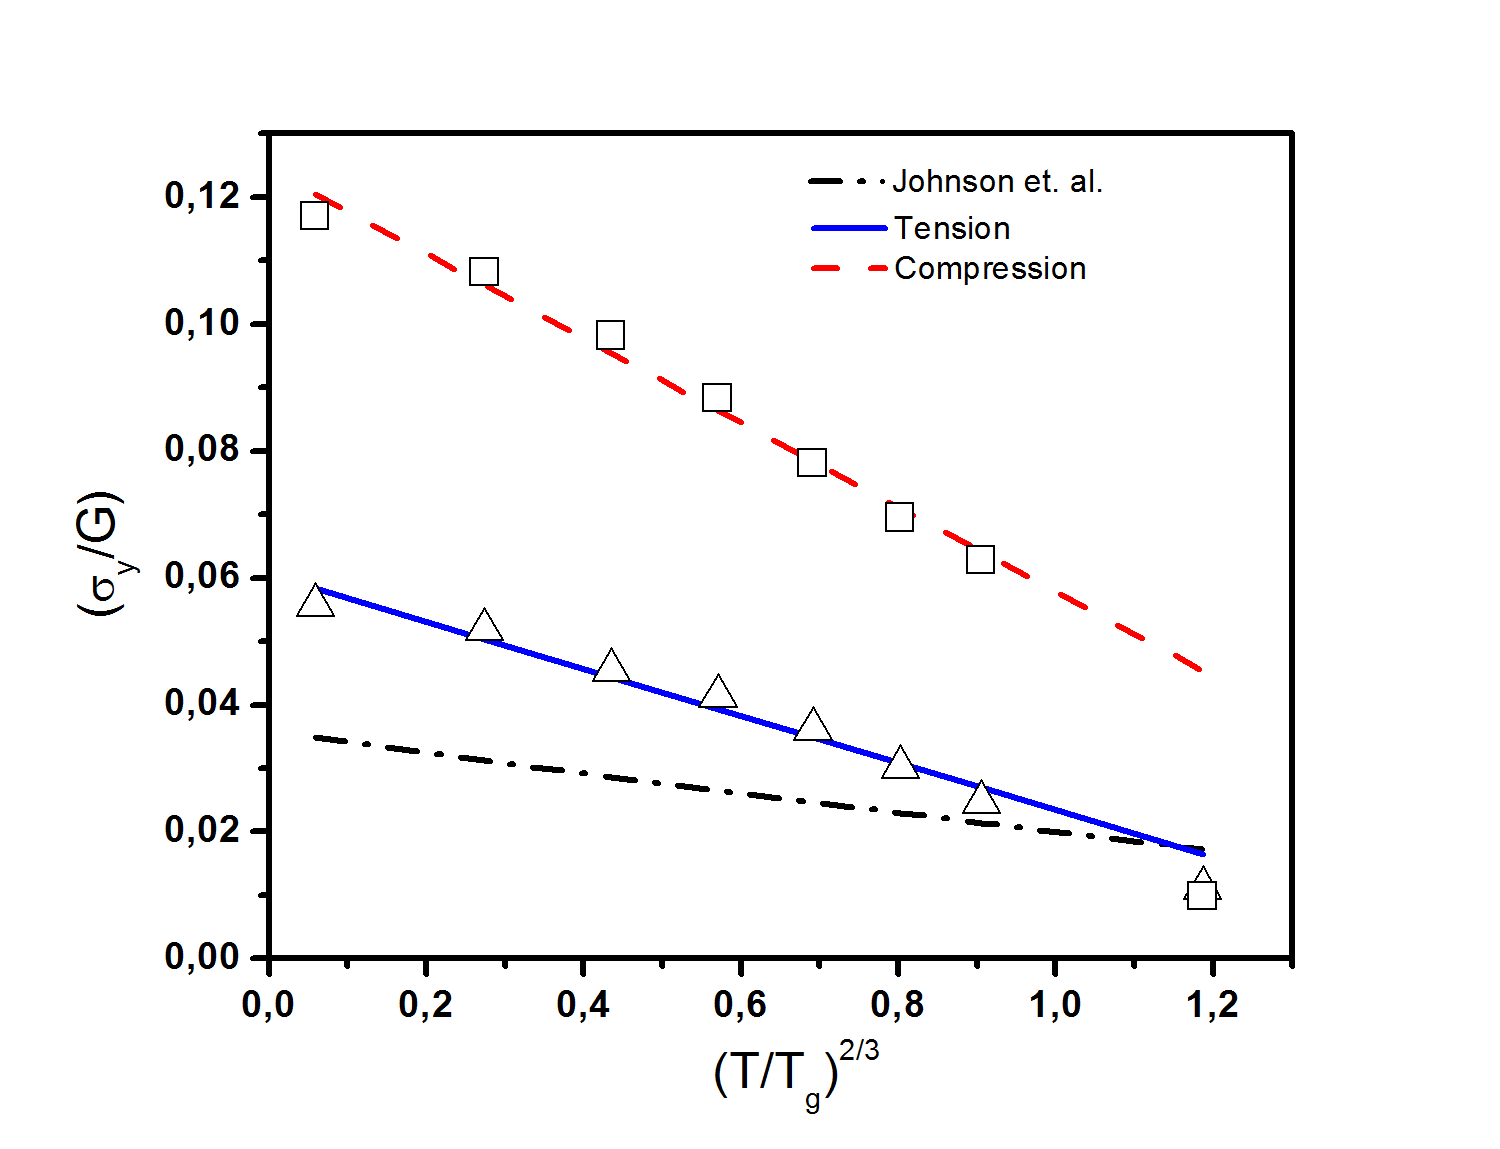 Johnson et. al.
Tension
Compression
0,12
0,10
0,08
0,06
0,04
0,02
0,00
(σy/G)
0,0 0,2 0,4 0,6 0,8 1,0 1,2
(T/Tg)2/3